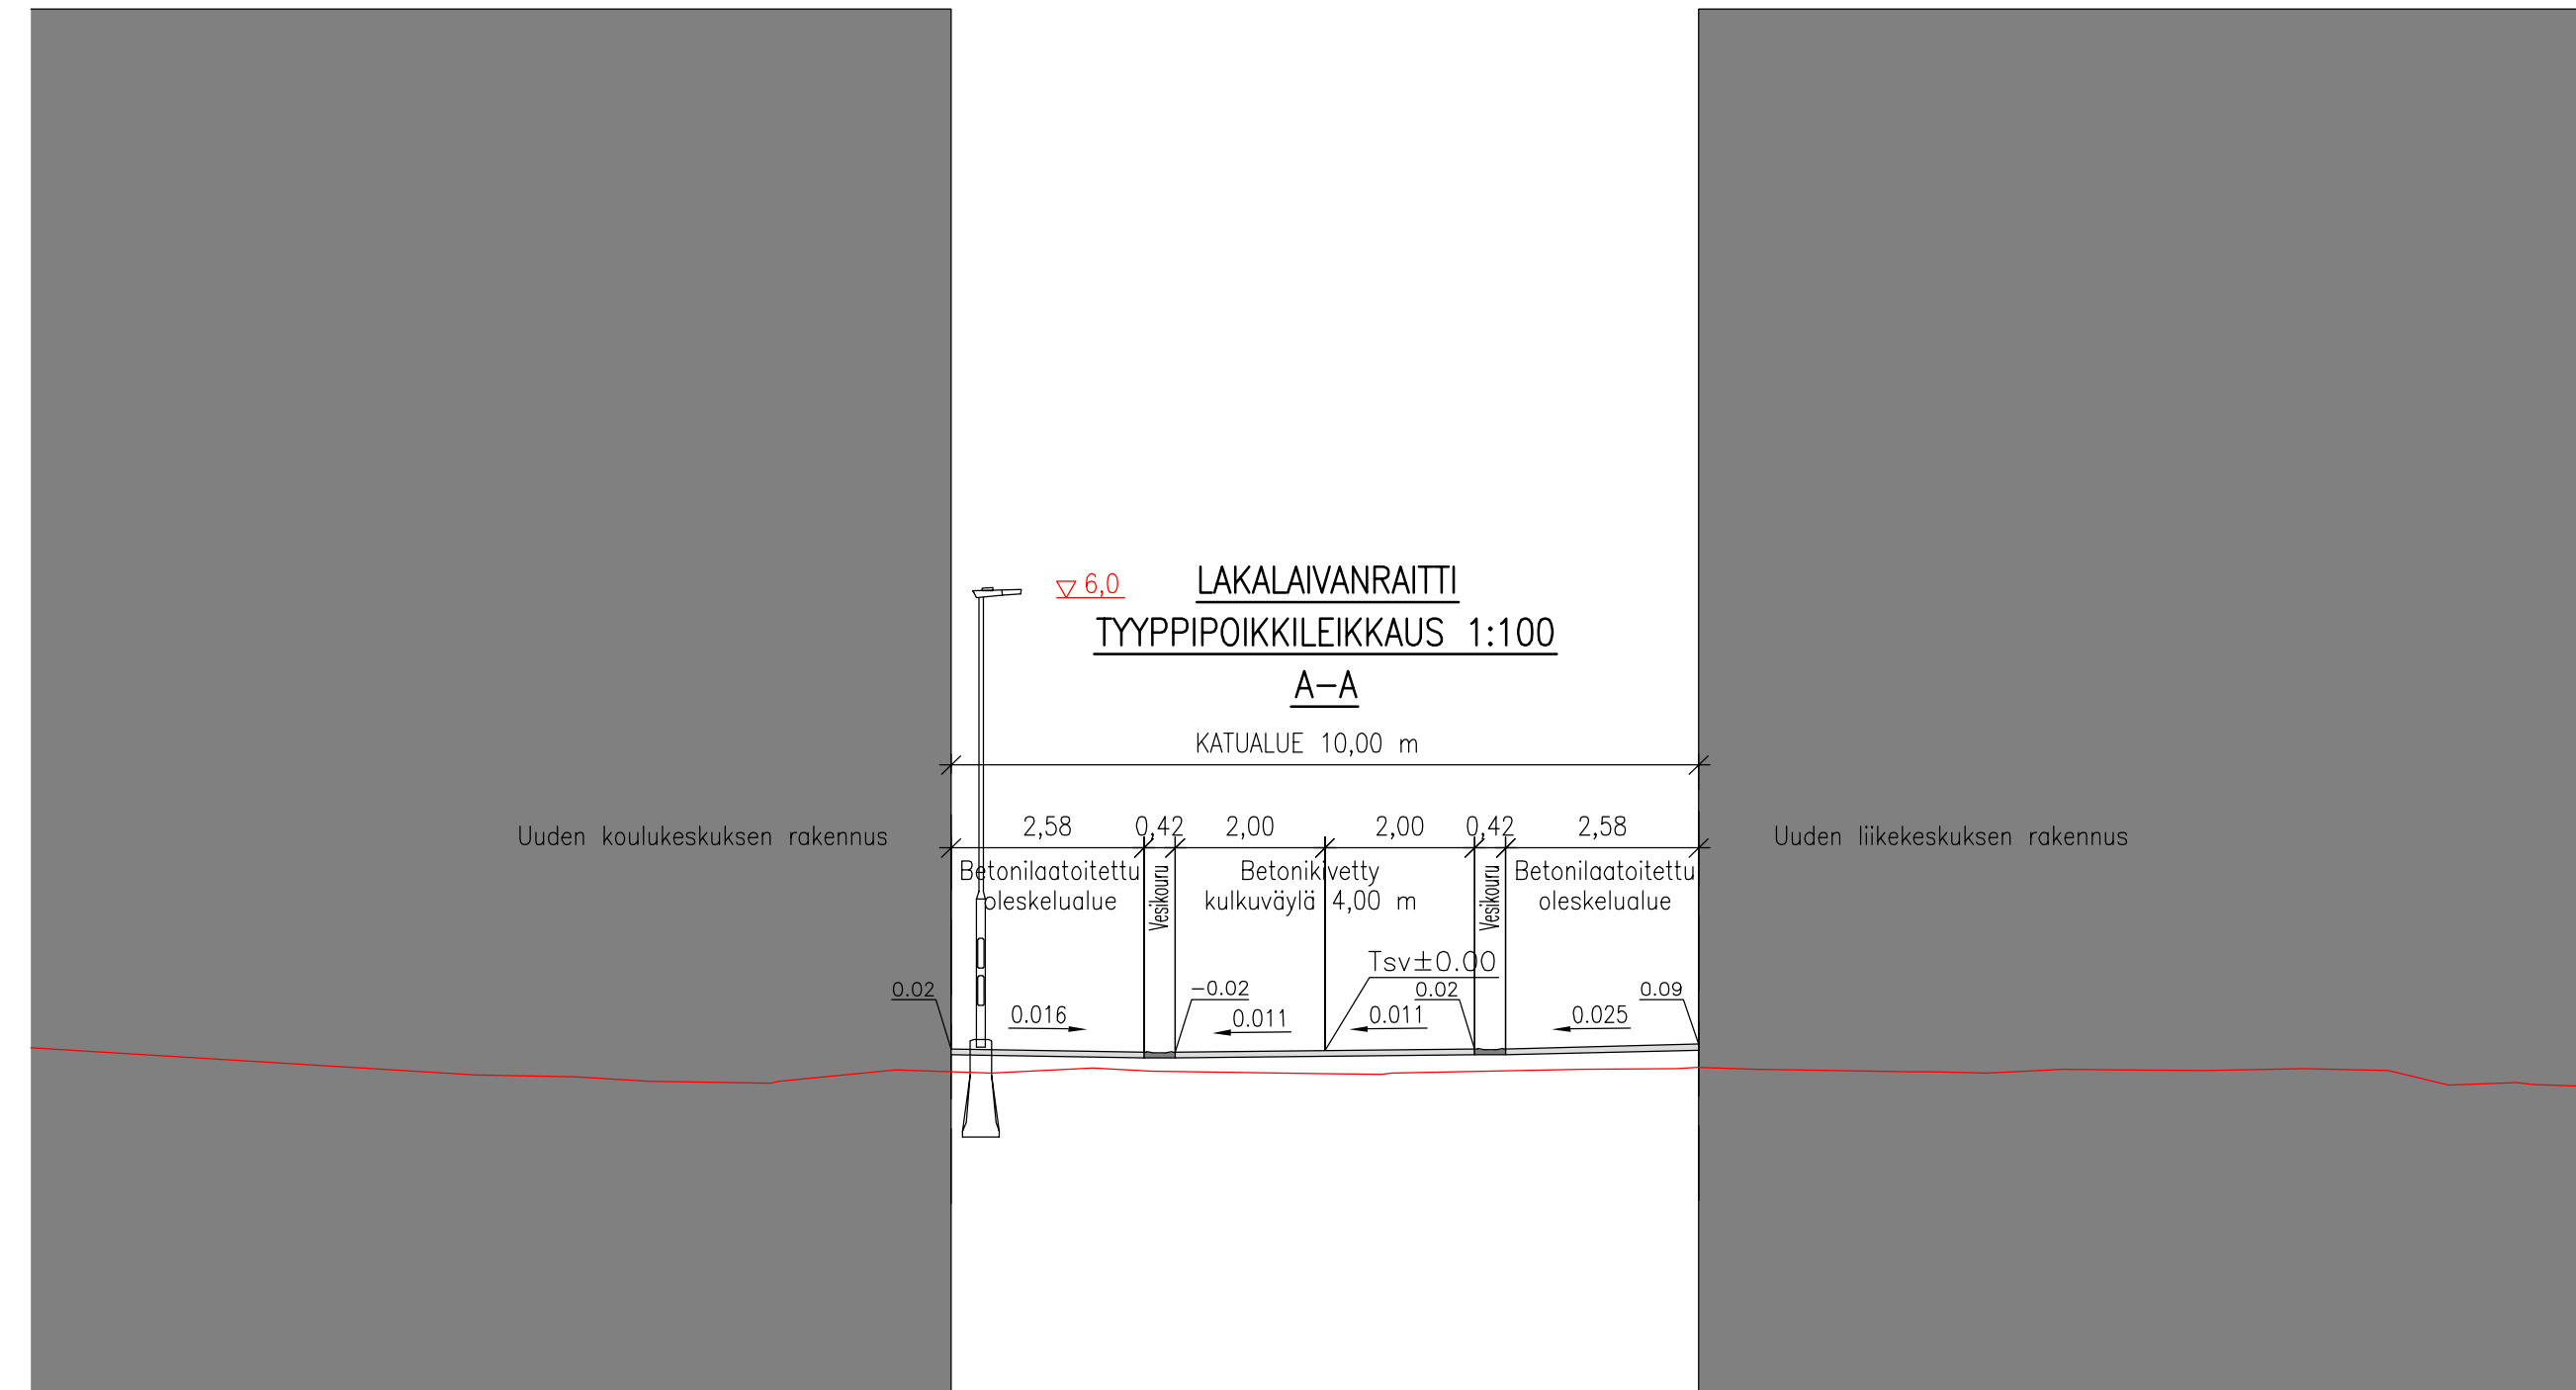 ▽ 6,0
LAKALAIVANRAITTI
TYYPPIPOIKKILEIKKAUS 1:100
A-A
KATUALUE 10,00 m
2,58 0,42 2,00 2,00 0,42 2,58
Uuden koulukeskuksen rakennus
Uuden liikekeskuksen rakennus
Betonilaatoitettu
oleskelualue
Vesikouru
Betonikivetty
kulkuväylä 4,00 m
Vesikouru
Betonilaatoitettu
oleskelualue
Tsv±0.00
0.02 -0.02 0.02 0.09
0.016 0.011 0.011 0.025